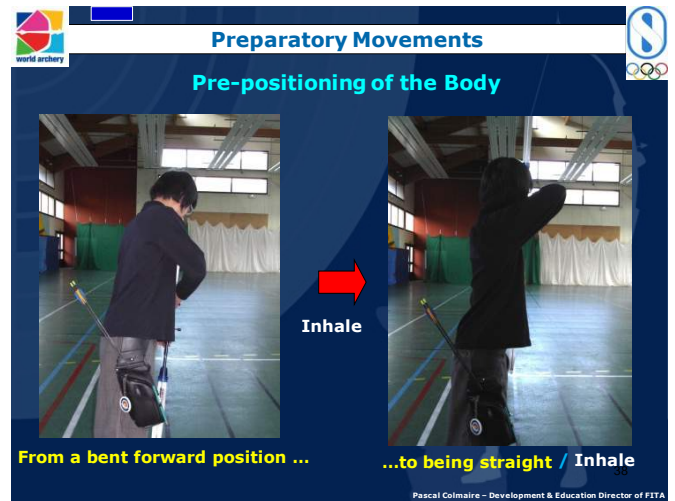 world archery
Preparatory Movements
Pre-positioning of the Body
Inhale
From a bent forward position ...
...to being straight / Inhale
38
Pascal Colmaire – Development & Education Director of FITA